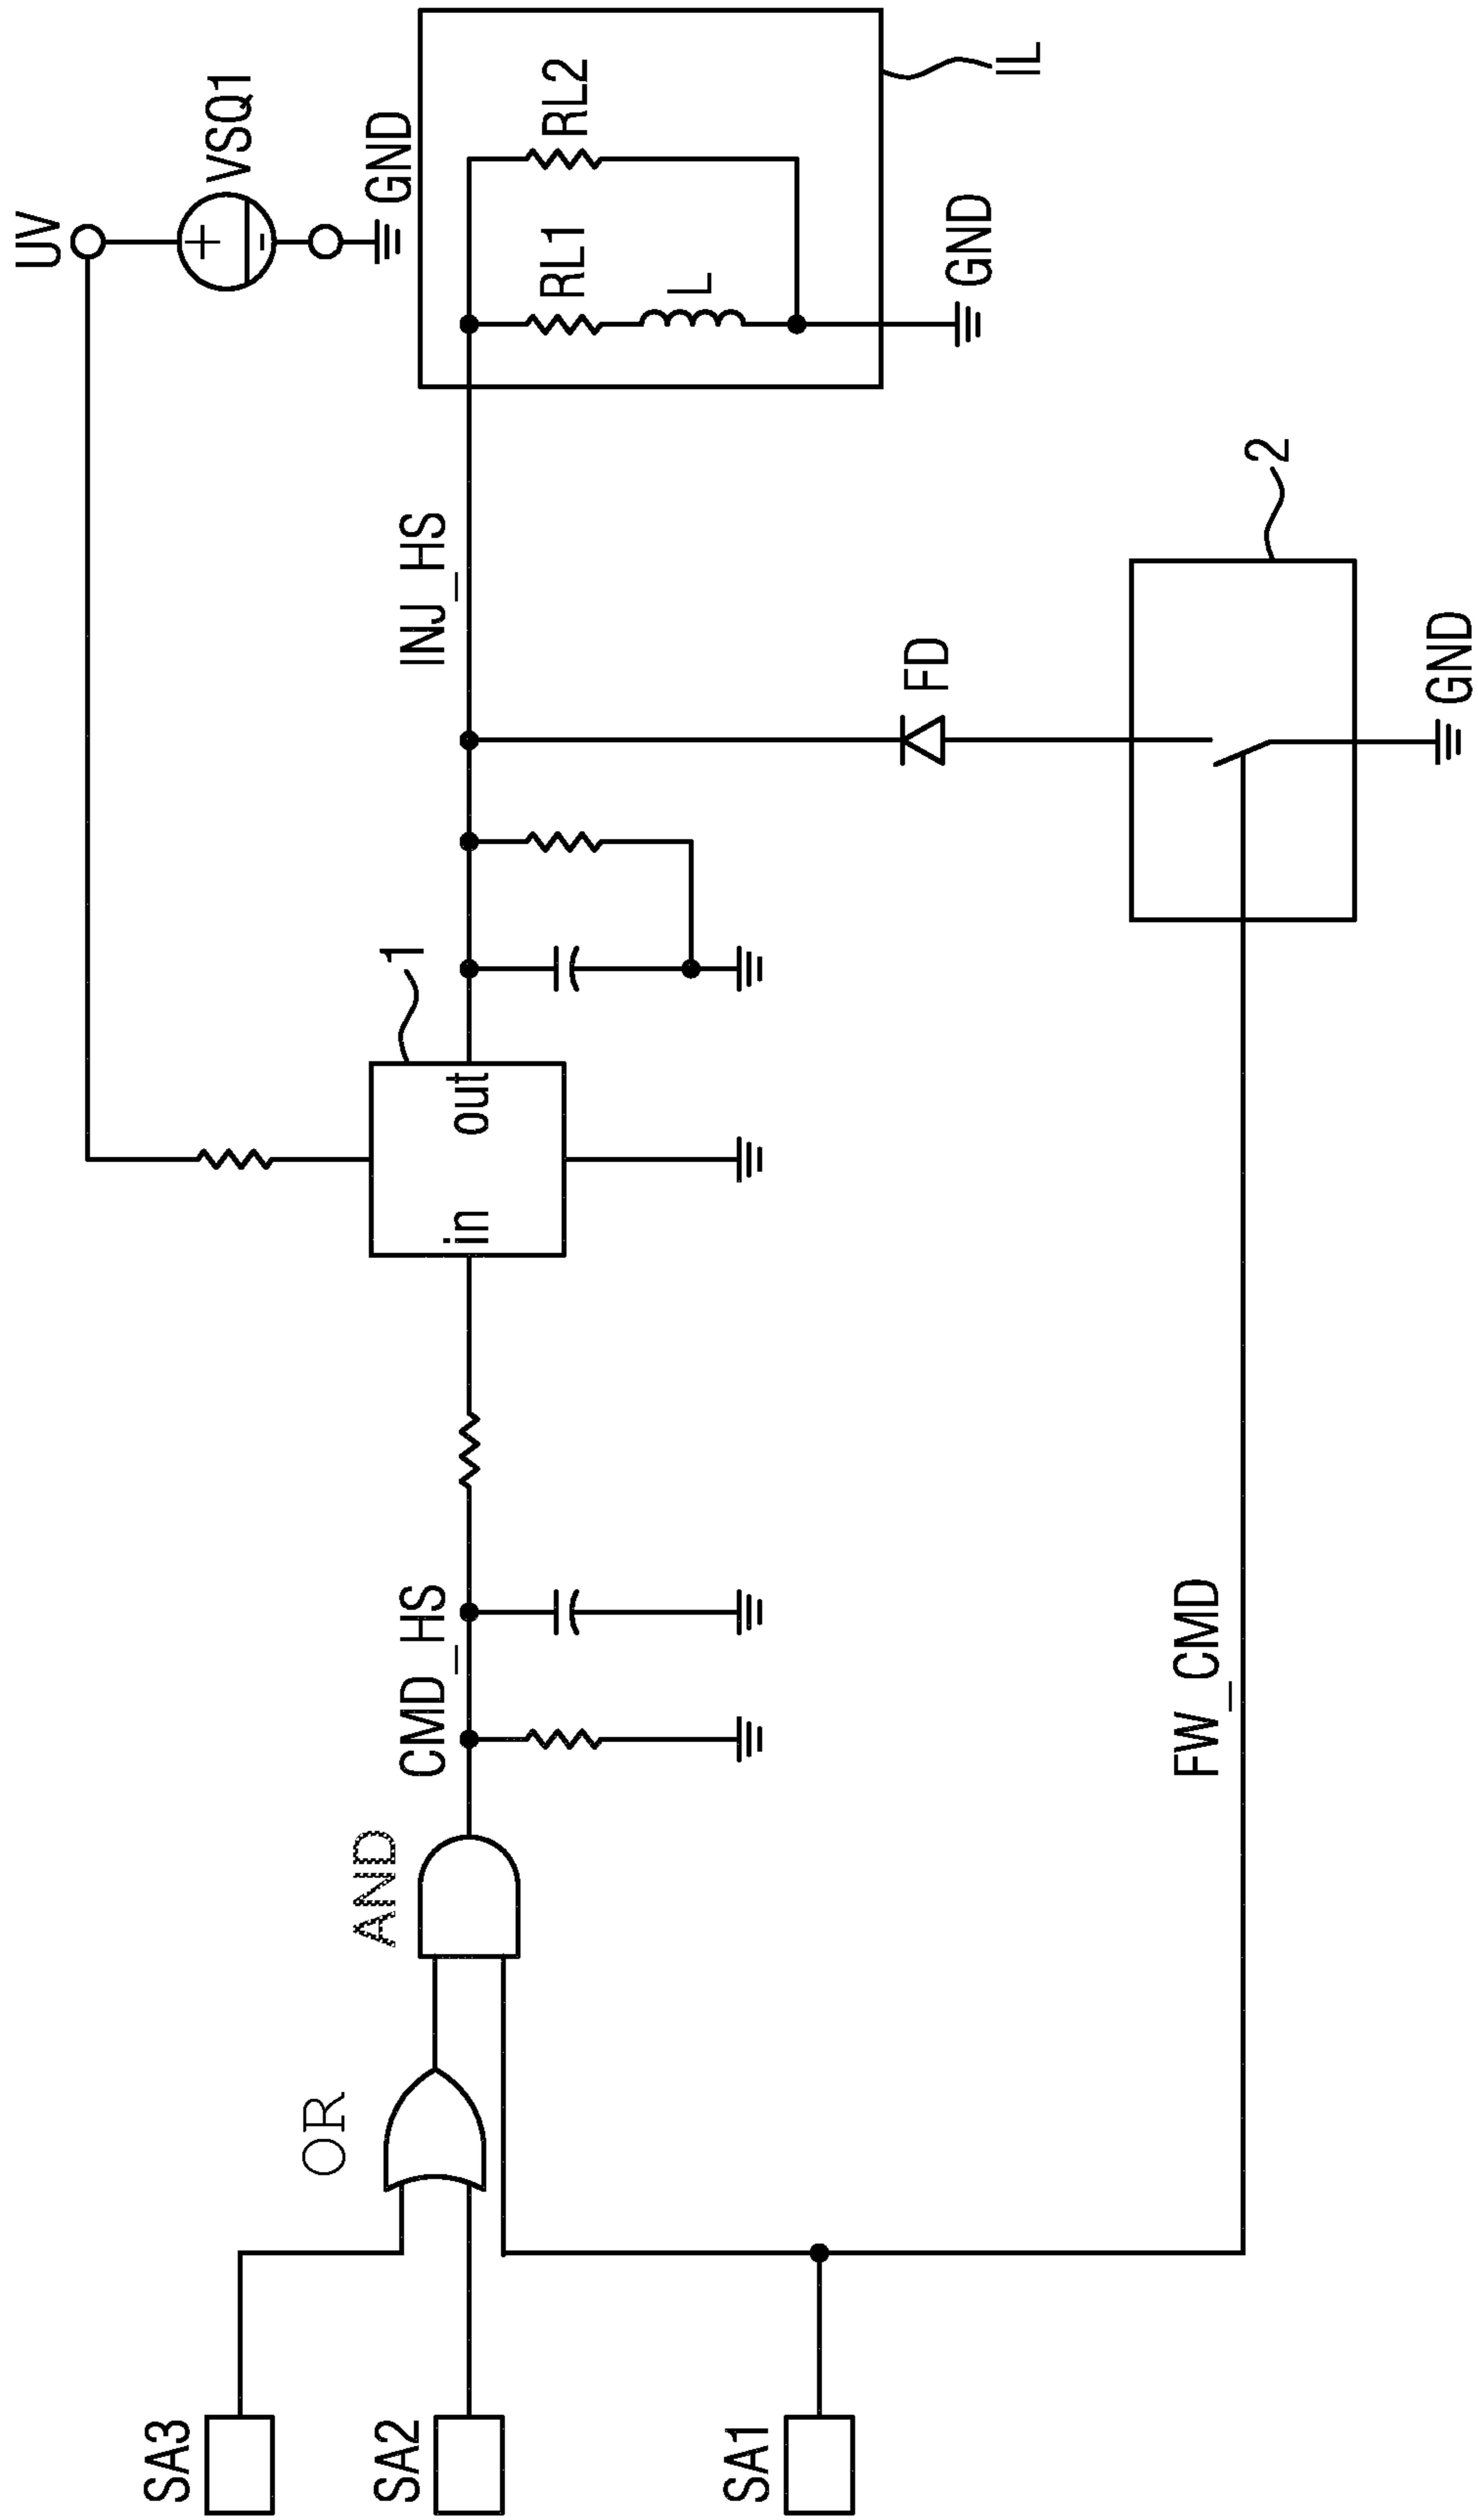 SA3
SA2
SA1
OR
AND
CMD_HS
FW_CMD
in
out
1
INJ_HS
FD
2
GND
UV
VSQ1
+
-
GND
RL1
RL2
L
GND
IL